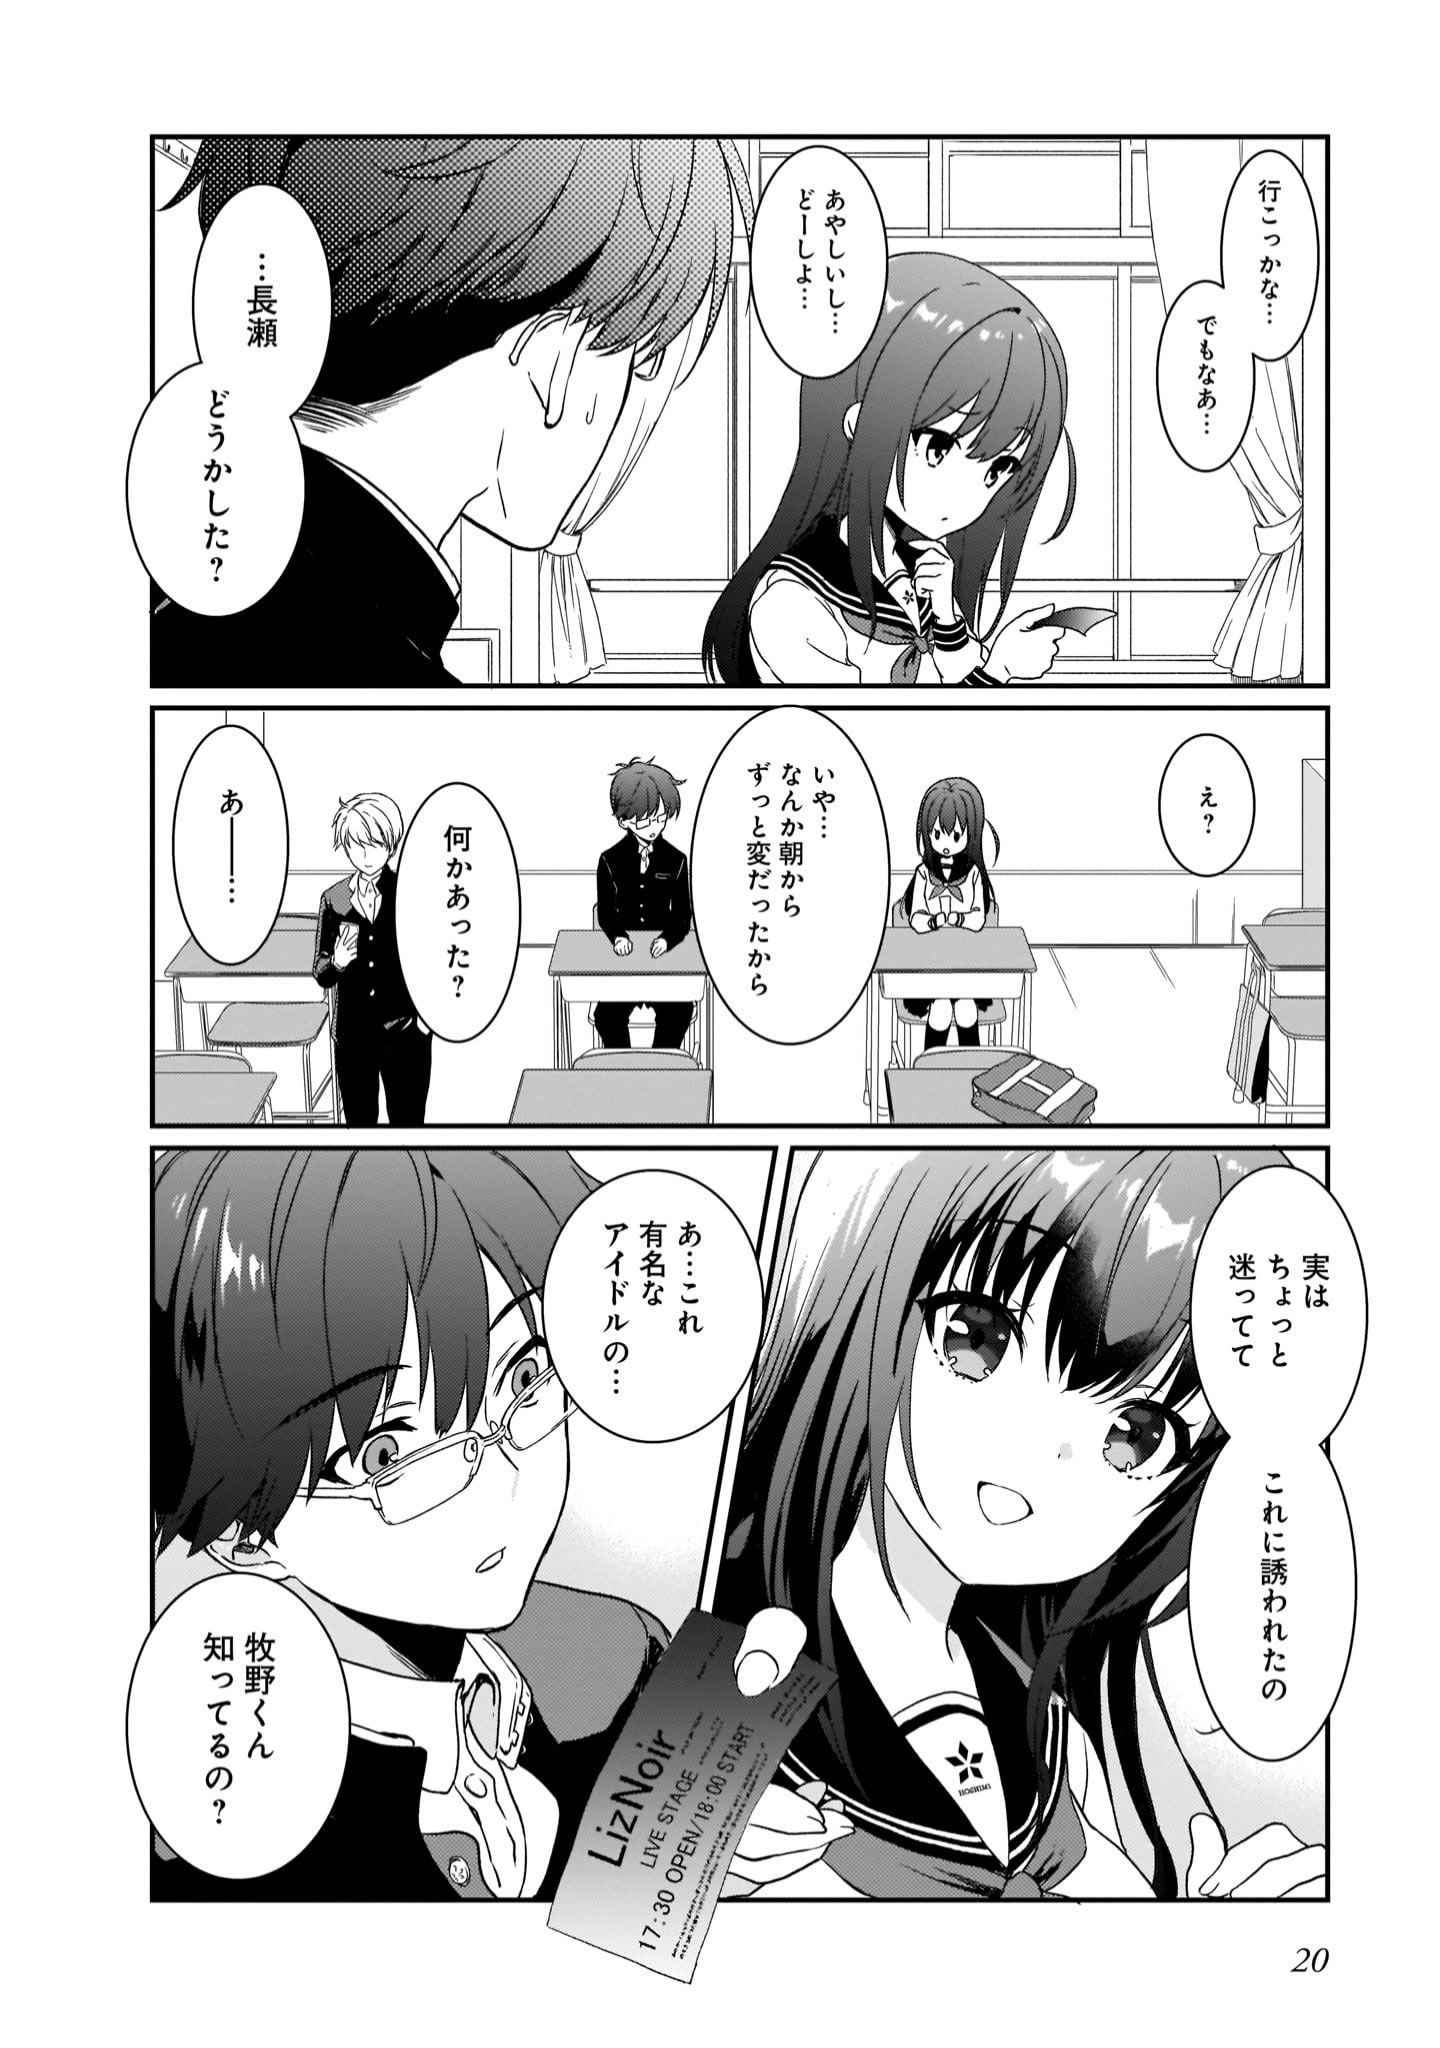 行こっかな…
でもなあ…
あやしいし…
どーしよ…
…長瀬
どうかした?
え?
いや…
なんか朝から
ずっと変だったから
何かあった?
あ――…
実は
ちょっと
迷ってて
これに誘われたの
あ…これ
有名な
アイドルの…
牧野くん
知ってるの?
LizNoir
LIVE STAGE
17:30 OPEN/18:00 START
20